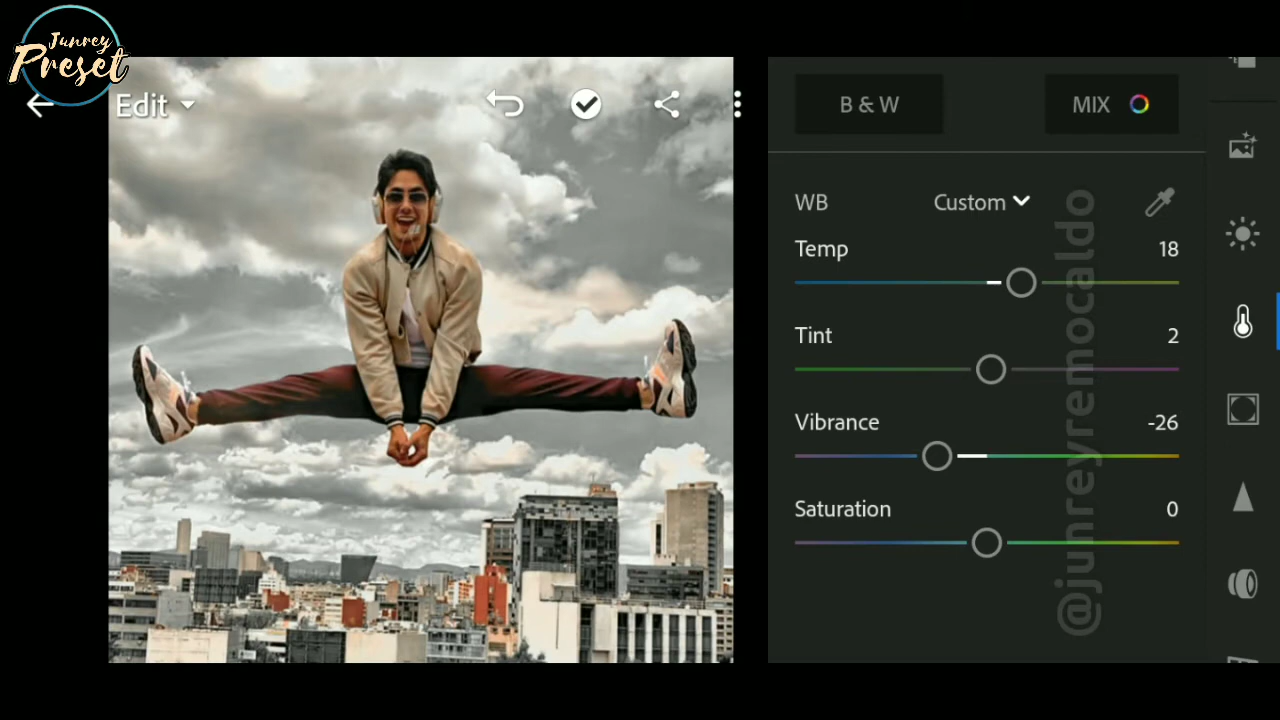 Junrey
Preset
Edit
B & W
MIX
WB
Custom
Temp
18
Tint
2
Vibrance
-26
Saturation
0
@junreyremocaldo